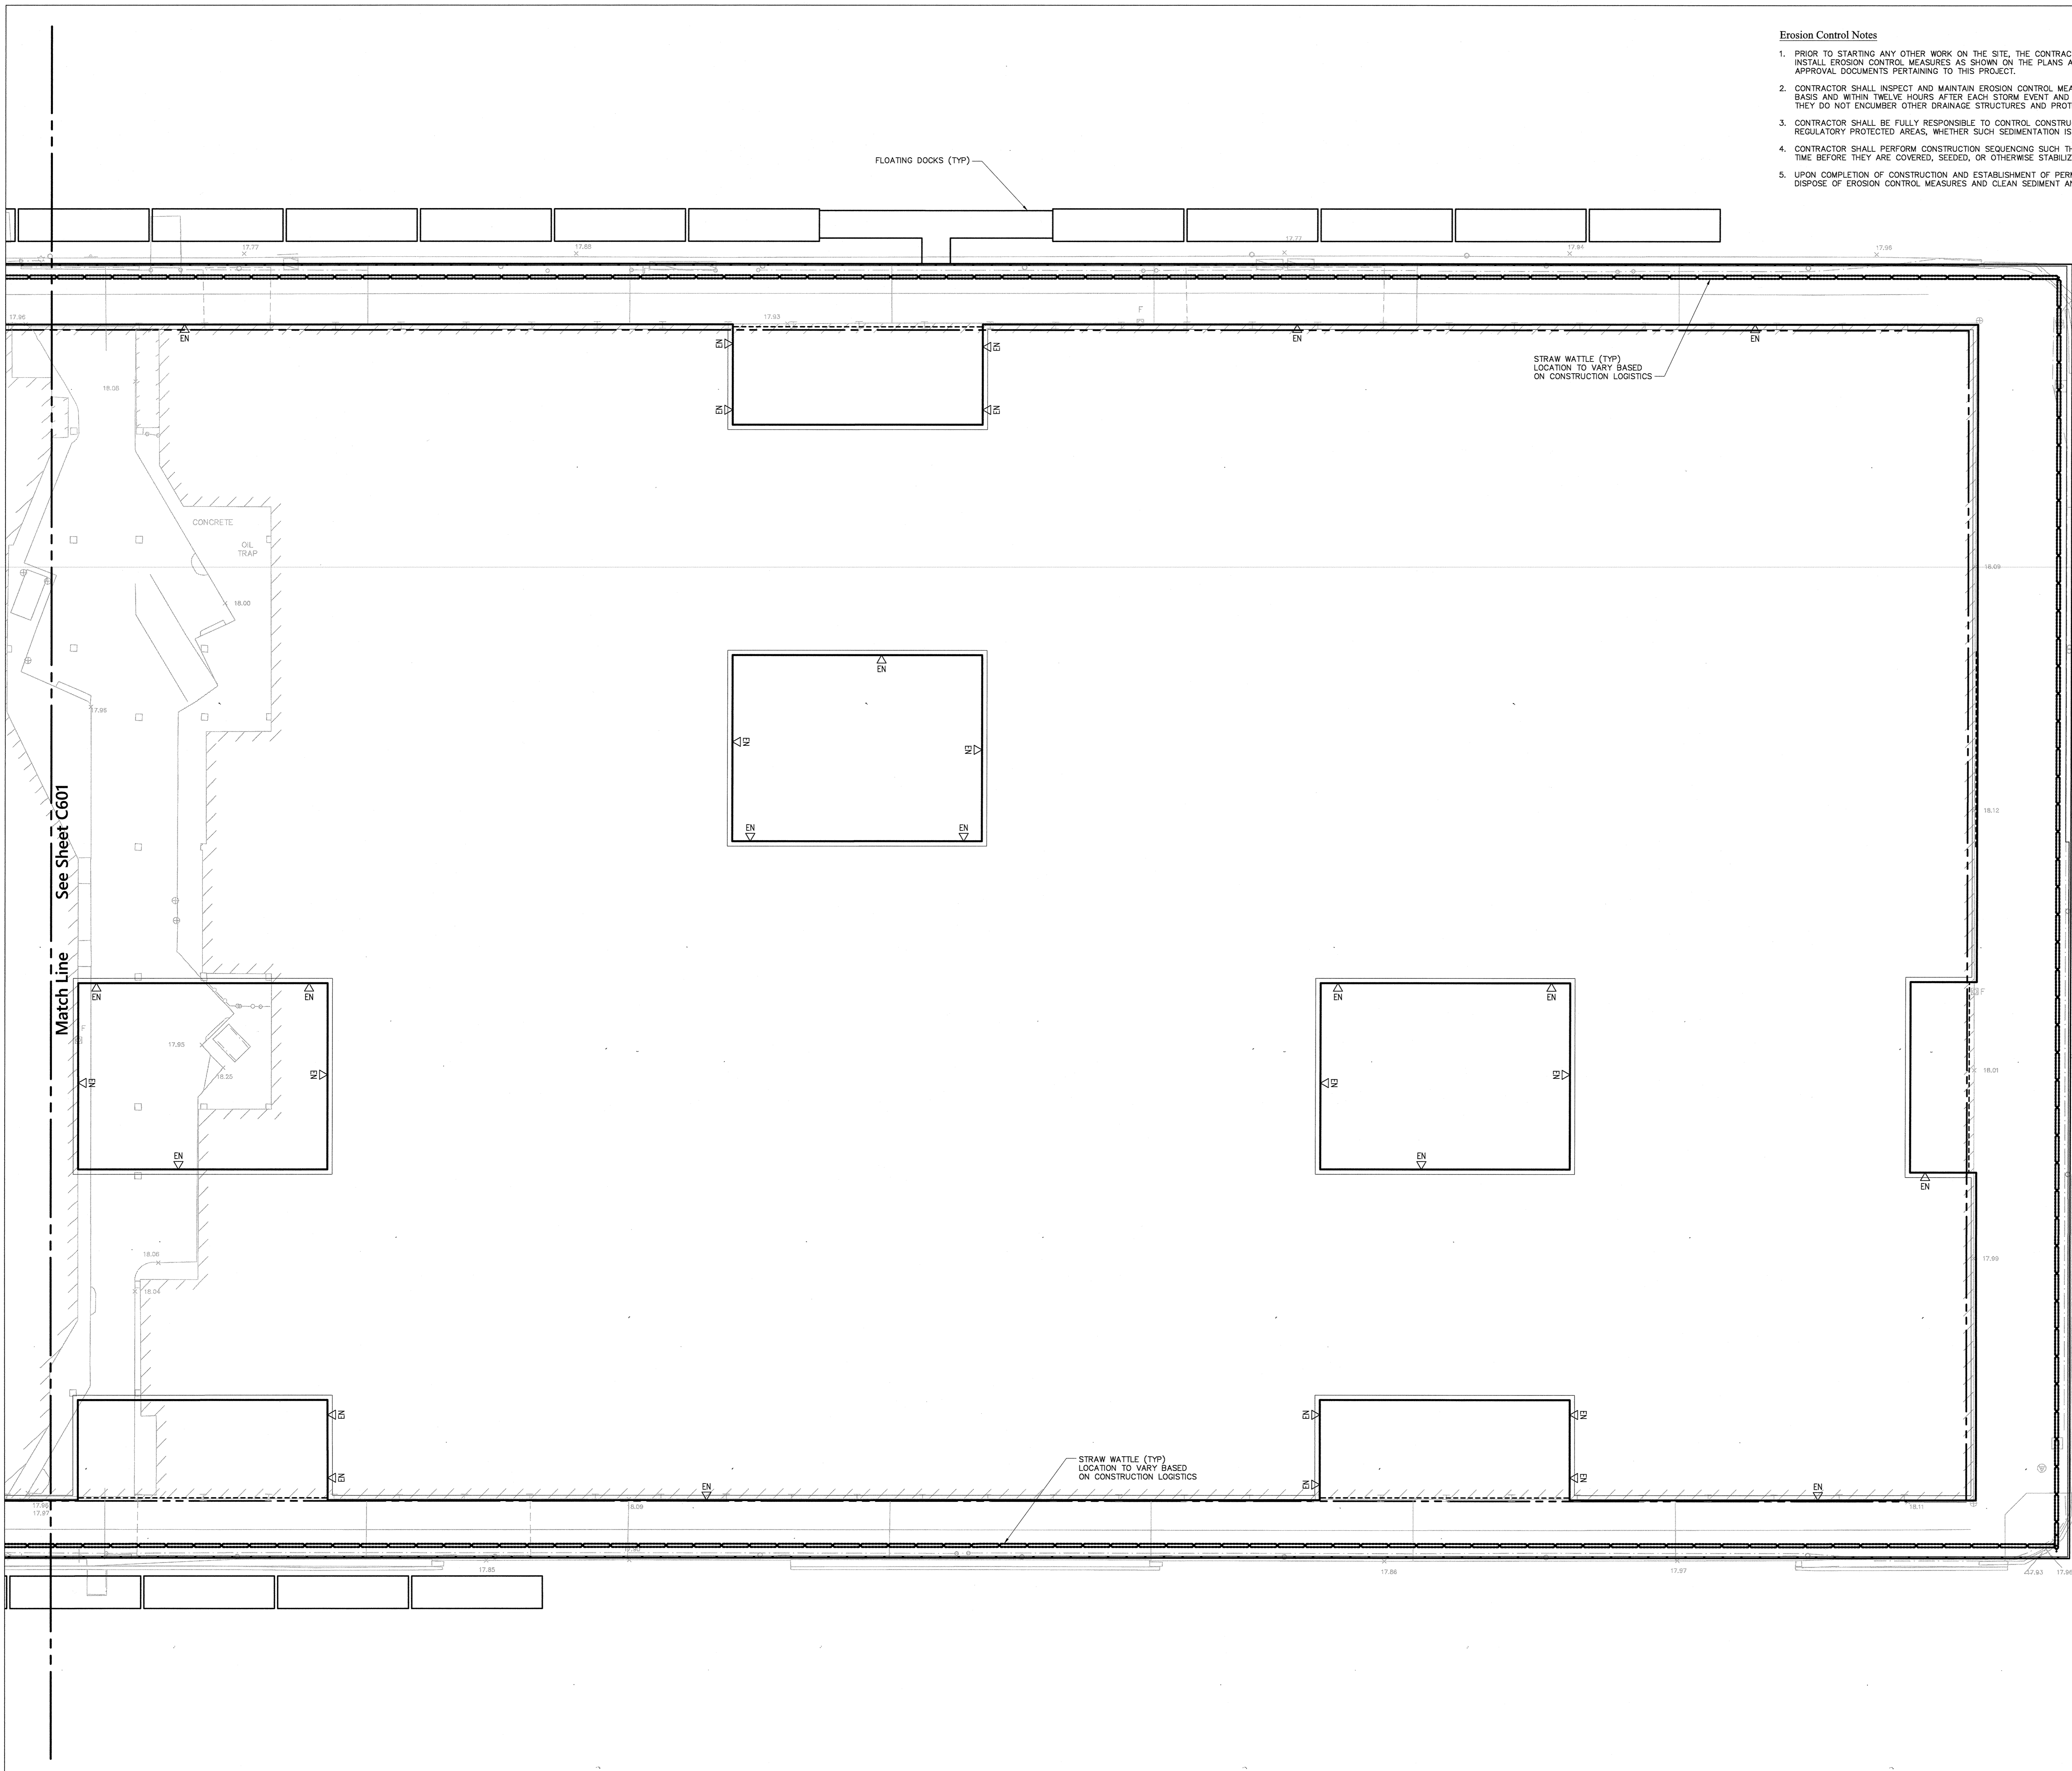 Erosion Control Notes
1. PRIOR TO STARTING ANY OTHER WORK ON THE SITE, THE CONTRAC
INSTALL EROSION CONTROL MEASURES AS SHOWN ON THE PLANS A
APPROVAL DOCUMENTS PERTAINING TO THIS PROJECT.
2. CONTRACTOR SHALL INSPECT AND MAINTAIN EROSION CONTROL MEA
BASIS AND WITHIN TWELVE HOURS AFTER EACH STORM EVENT AND
THEY DO NOT ENCUMBER OTHER DRAINAGE STRUCTURES AND PROT
3. CONTRACTOR SHALL BE FULLY RESPONSIBLE TO CONTROL CONSTRU
REGULATORY PROTECTED AREAS, WHETHER SUCH SEDIMENTATION IS
4. CONTRACTOR SHALL PERFORM CONSTRUCTION SEQUENCING SUCH TH
TIME BEFORE THEY ARE COVERED, SEEDED, OR OTHERWISE STABILIZ
5. UPON COMPLETION OF CONSTRUCTION AND ESTABLISHMENT OF PERM
DISPOSE OF EROSION CONTROL MEASURES AND CLEAN SEDIMENT AN
FLOATING DOCKS (TYP)
17.77
17.88
17.77
17.94
17.96
17.96
17.93
F
EN
EN
EN
EN
EN
EN
EN
STRAW WATTLE (TYP)
LOCATION TO VARY BASED
ON CONSTRUCTION LOGISTICS
18.08
CONCRETE
OIL
TRAP
18.09
18.00
EN
17.95
EN
EN
18.12
EN
EN
Match Line See Sheet C601
EN
EN
EN
EN
F
F
17.93
18.25
EN
EN
EN
EN
18.01
EN
EN
EN
18.06
17.99
18.04
EN
EN
EN
EN
EN
EN
STRAW WATTLE (TYP)
LOCATION TO VARY BASED
ON CONSTRUCTION LOGISTICS
EN
EN
17.96
17.97
18.09
18.11
17.85
17.86
17.97
17.93
17.96